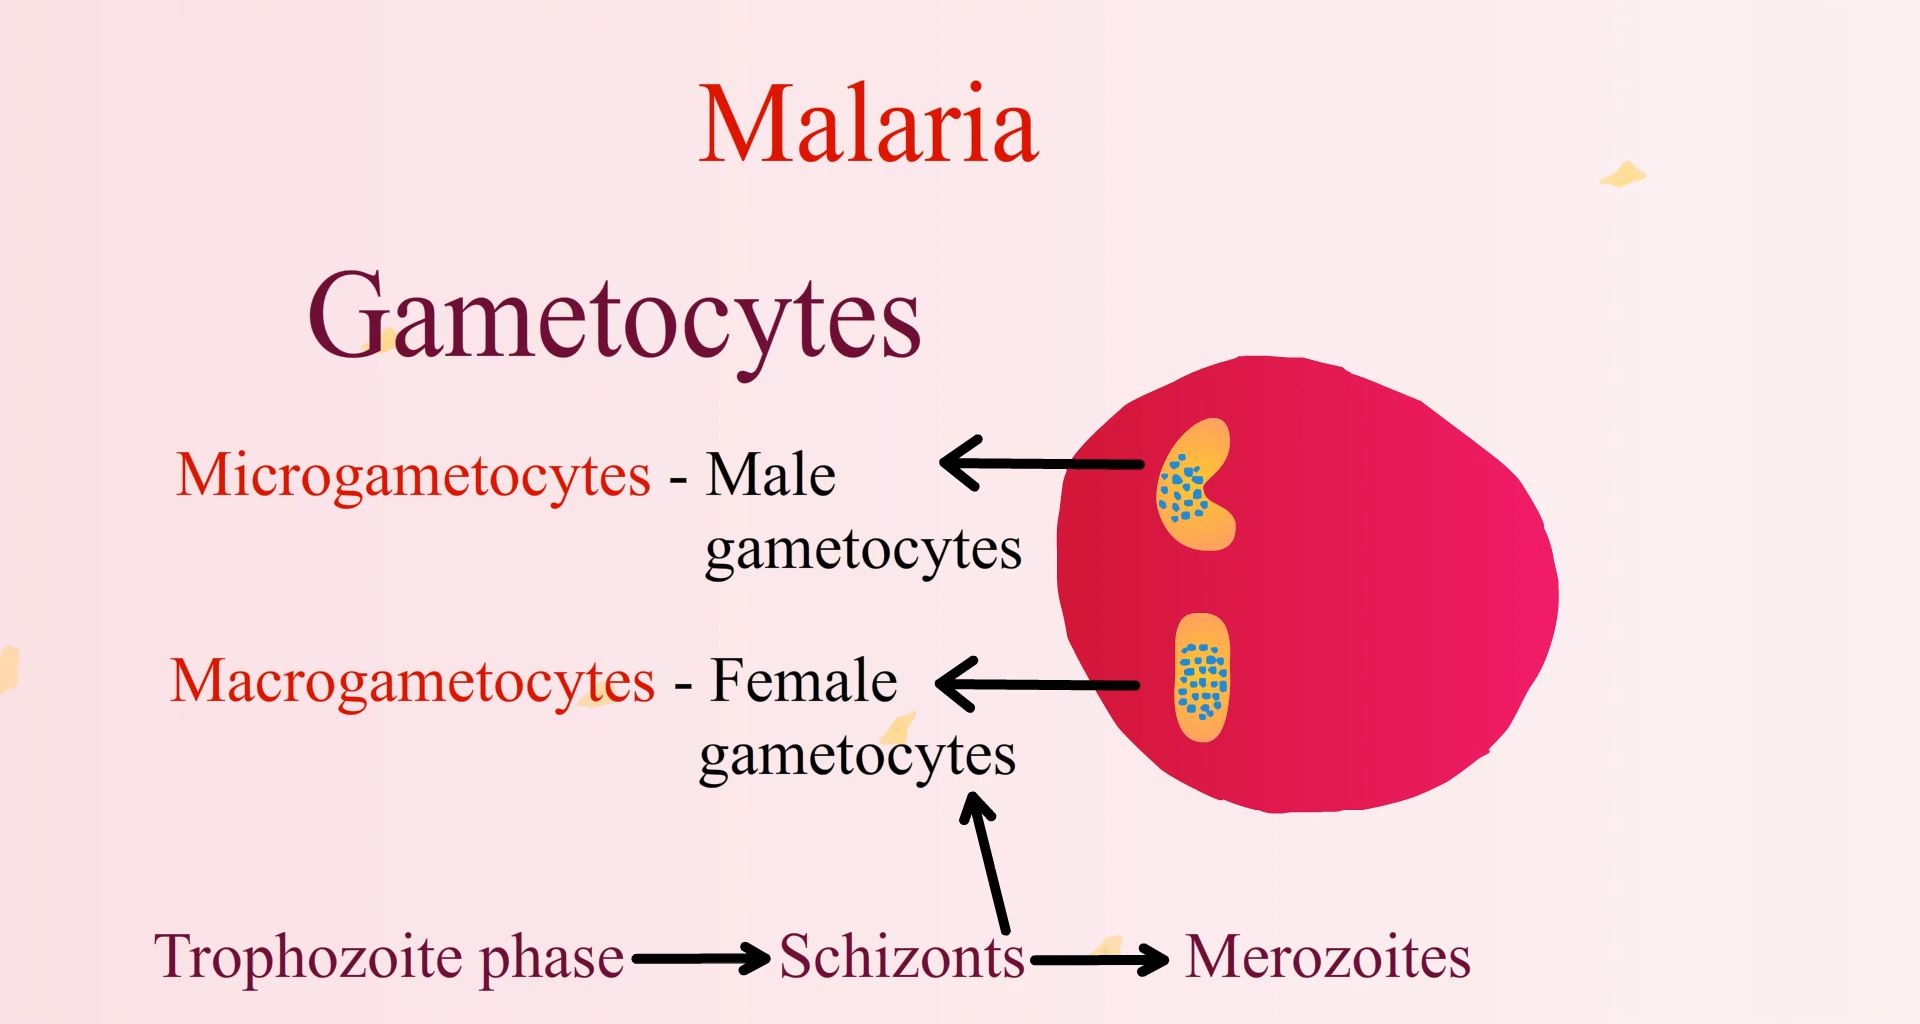 Malaria
Gametocytes
Microgametocytes - Male
gametocytes
Macrogametocytes - Female
gametocytes
Trophozoite phase Schizonts Merozoites